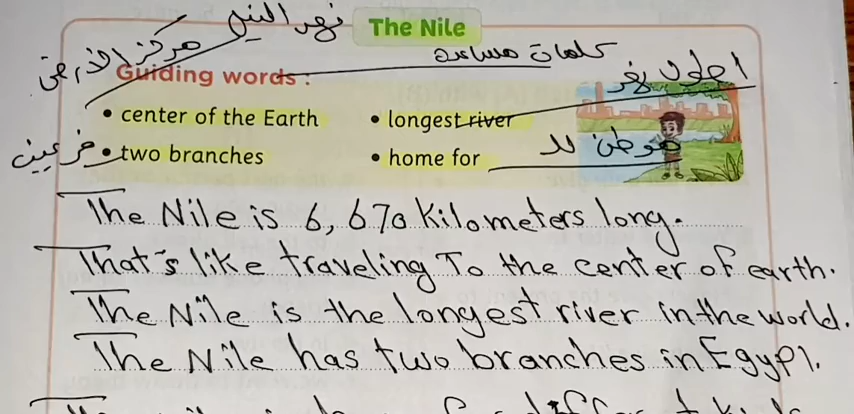 نهر النيل
The Nile
مركز الأرض
كلمات مساعدة
Guiding words:
اطول نهر
• center of the Earth
• longest river
فرعين
• two branches
• home for
موطن لـ
The Nile is 6,670 Kilometers long.
That's like traveling To the center of earth.
The Nile is the longest river in the world.
The Nile has two branches in Egypt.